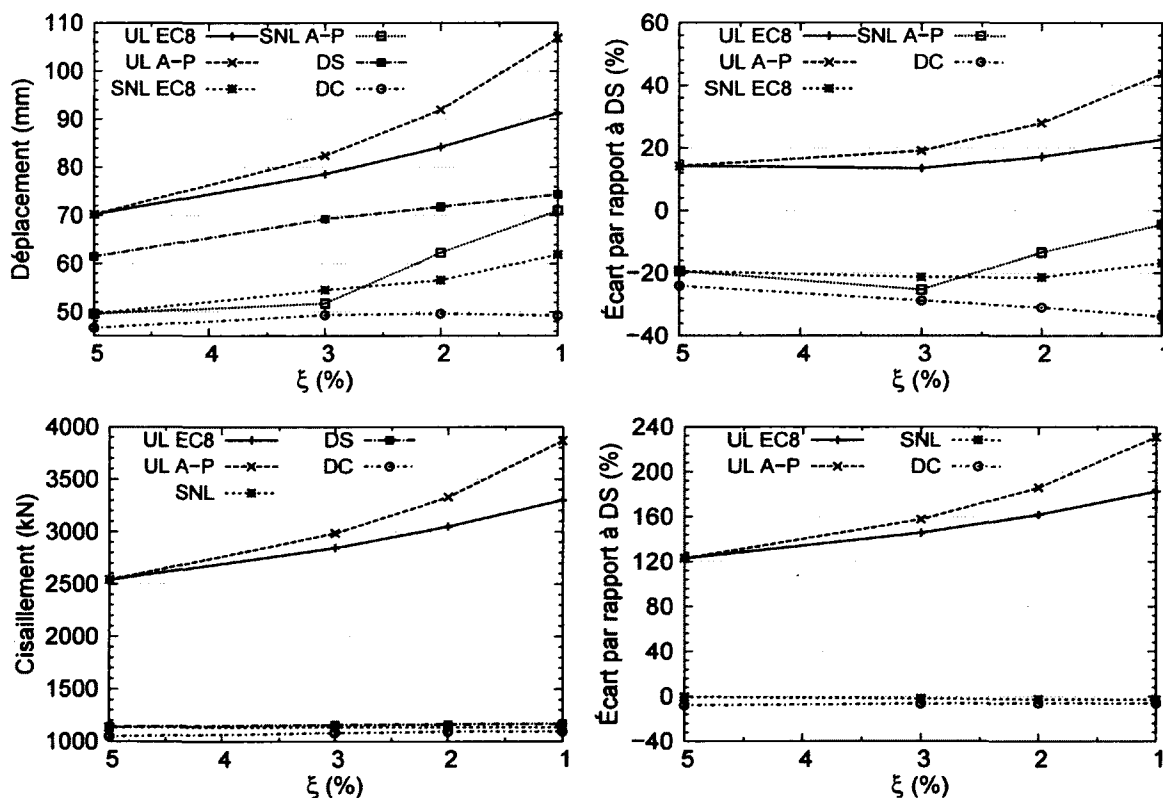 Déplacement (mm)
110
100
90
80
70
60
50
UL EC8
SNL A-P
UL A-P
DS
SNL EC8
DC
5
4
3
2
1
ξ (%)
Écart par rapport à DS (%)
60
40
20
0
−20
−40
UL EC8
SNL A-P
UL A-P
DC
SNL EC8
5
4
3
2
1
ξ (%)
Cisaillement (kN)
4000
3500
3000
2500
2000
1500
1000
UL EC8
DS
UL A-P
DC
SNL
5
4
3
2
1
ξ (%)
Écart par rapport à DS (%)
240
200
160
120
80
40
0
−40
UL EC8
SNL
UL A-P
DC
5
4
3
2
1
ξ (%)